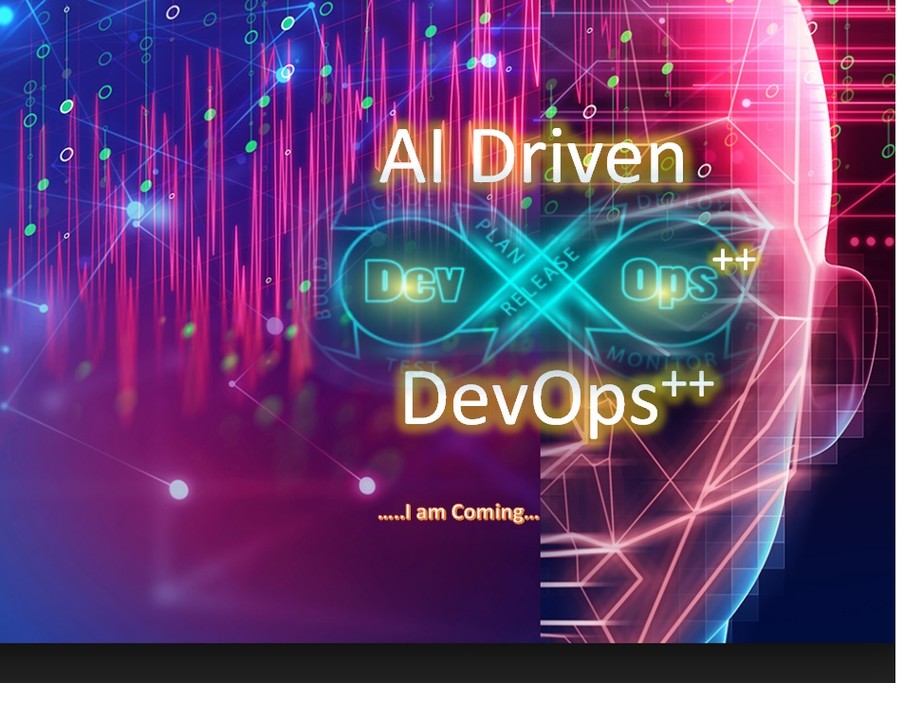 AI Driven
CODE
DEPLOY
PLAN
Dev
Ops++
BUILD
RELEASE
TEST
MONITOR
DevOps++
.....I am Coming...